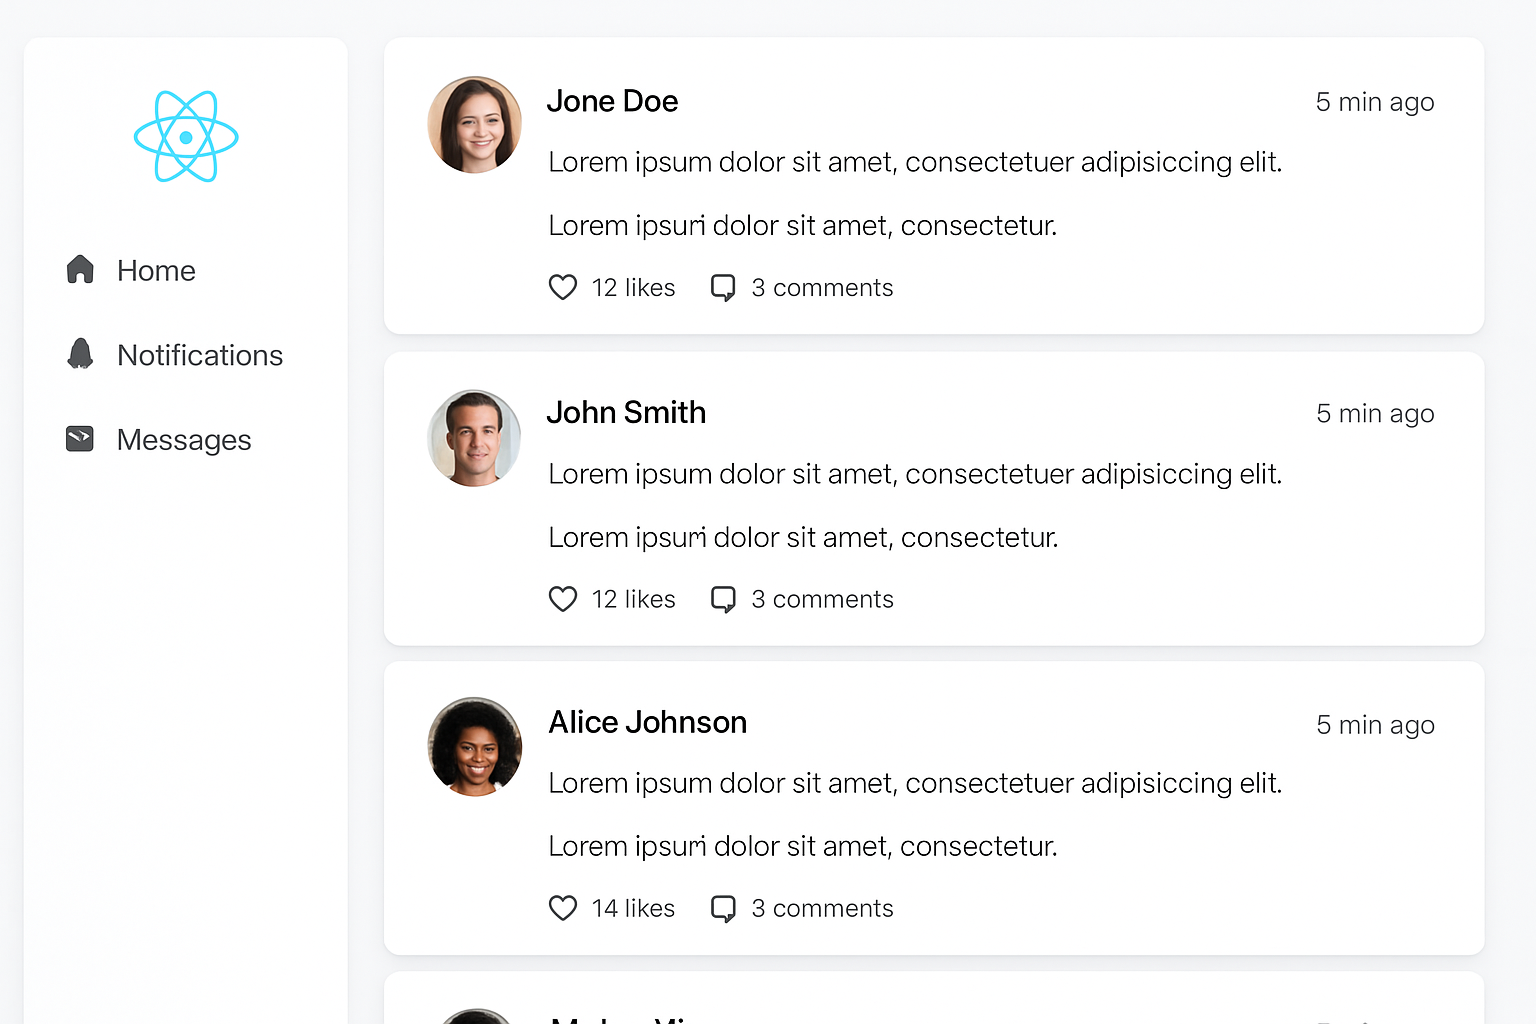 Home
Notifications
Messages
Jone Doe
5 min ago
Lorem ipsum dolor sit amet, consectetuer adipisiccing elit.
Lorem ipsuri dolor sit amet, consectetur.
12 likes
3 comments
John Smith
5 min ago
Lorem ipsum dolor sit amet, consectetuer adipisiccing elit.
Lorem ipsuri dolor sit amet, consectetur.
12 likes
3 comments
Alice Johnson
5 min ago
Lorem ipsum dolor sit amet, consectetuer adipisiccing elit.
Lorem ipsuri dolor sit amet, consectetur.
14 likes
3 comments